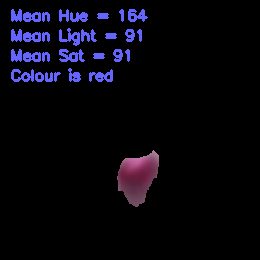 Mean Hue = 164
Mean Light = 91
Mean Sat = 91
Colour is red